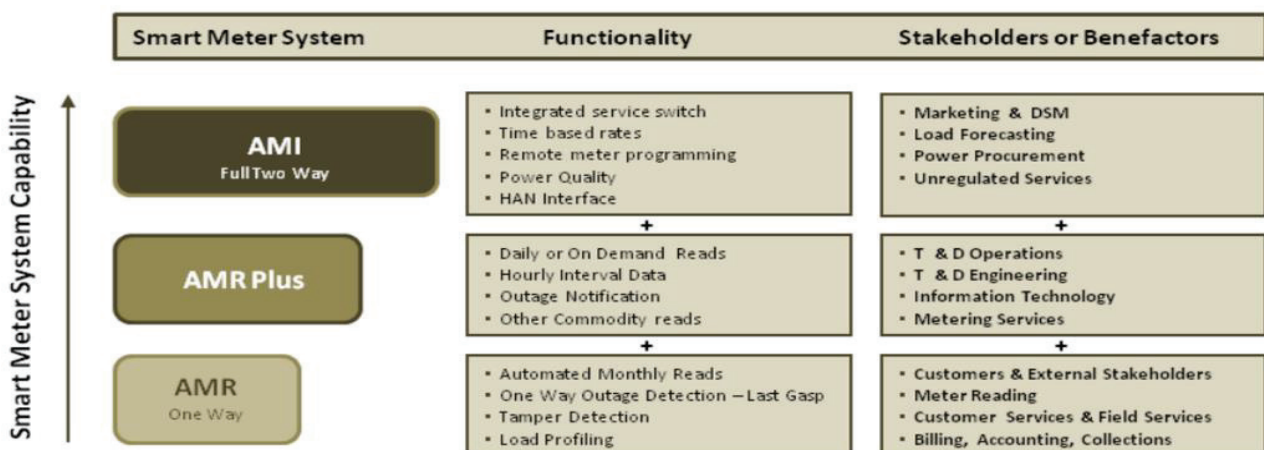 Smart Meter System Functionality Stakeholders or Benefactors
Smart Meter System Capability
AMI
Full Two Way
▪ Integrated service switch
▪ Time based rates
▪ Remote meter programming
▪ Power Quality
▪ HAN Interface
▪ Marketing & DSM
▪ Load Forecasting
▪ Power Procurement
▪ Unregulated Services
+ +
AMR Plus
▪ Daily or On Demand Reads
▪ Hourly Interval Data
▪ Outage Notification
▪ Other Commodity reads
▪ T & D Operations
▪ T & D Engineering
▪ Information Technology
▪ Metering Services
+ +
AMR
One Way
▪ Automated Monthly Reads
▪ One Way Outage Detection – Last Gasp
▪ Tamper Detection
▪ Load Profiling
▪ Customers & External Stakeholders
▪ Meter Reading
▪ Customer Services & Field Services
▪ Billing, Accounting, Collections